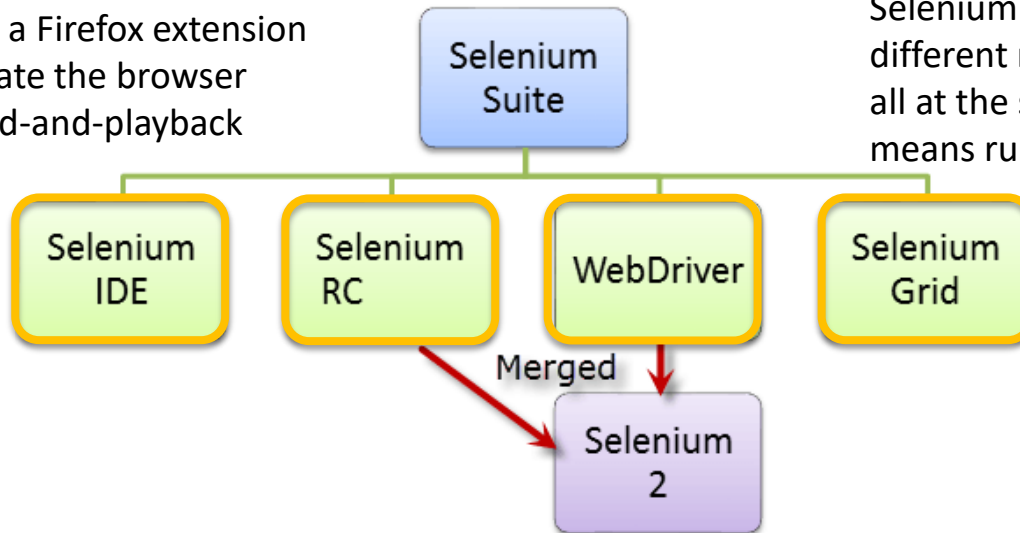 a Firefox extension
ate the browser
d-and-playback
Selenium
Suite
Selenium
different
all at the
means ru
Selenium
IDE
Selenium
RC
WebDriver
Selenium
Grid
Merged
Selenium
2